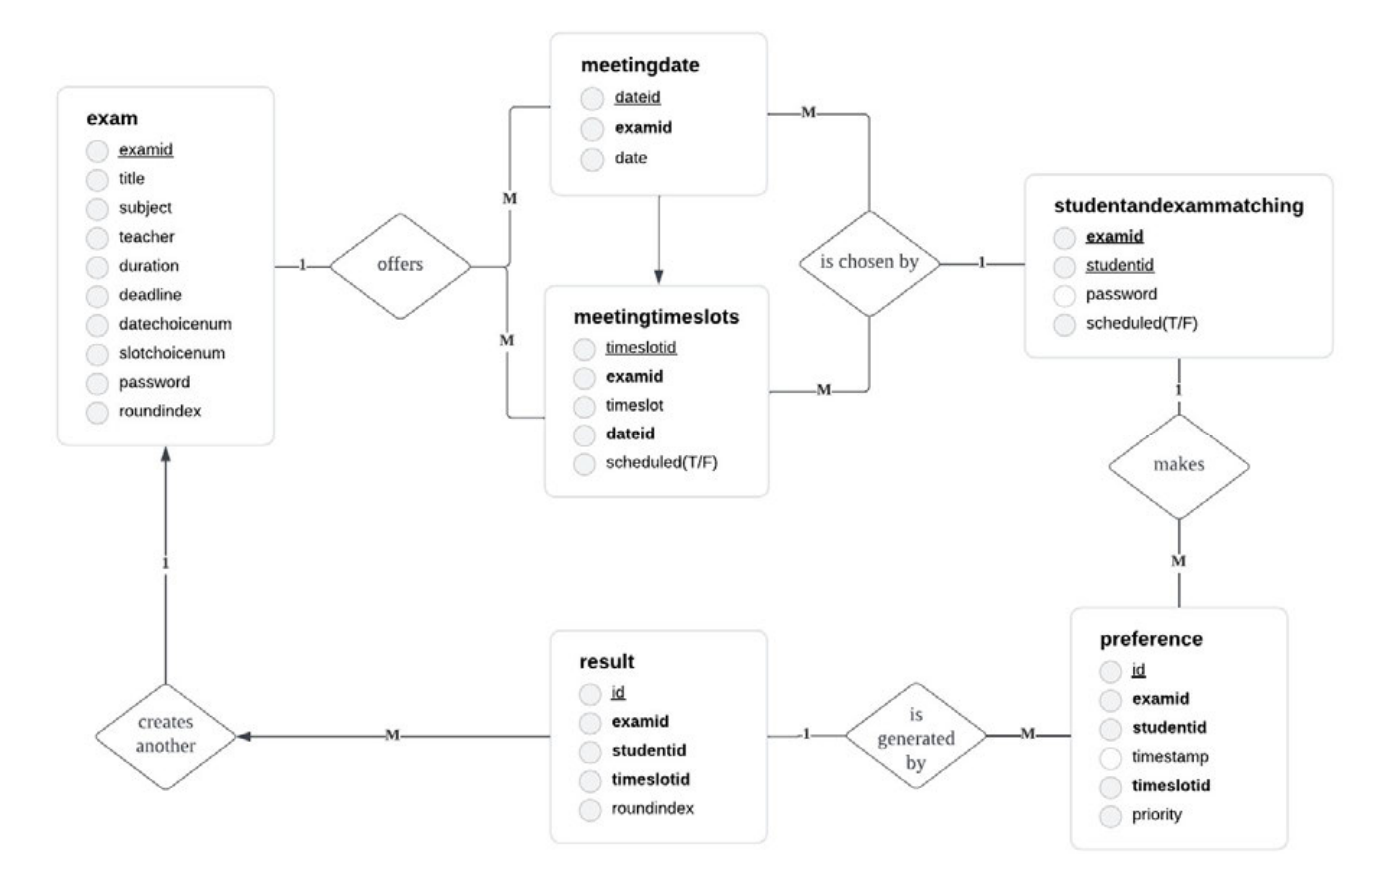 exam
examid
title
subject
teacher
duration
deadline
datechoicenum
slotchoicenum
password
roundindex
1
offers
M
M
meetingdate
dateid
examid
date
meetingtimeslots
timeslotid
examid
timeslot
dateid
scheduled(T/F)
M
M
is chosen by
1
studentandexammatching
examid
studentid
password
scheduled(T/F)
1
makes
M
preference
id
examid
studentid
timestamp
timeslotid
priority
M
is
generated
by
1
result
id
examid
studentid
timeslotid
roundindex
M
creates
another
1